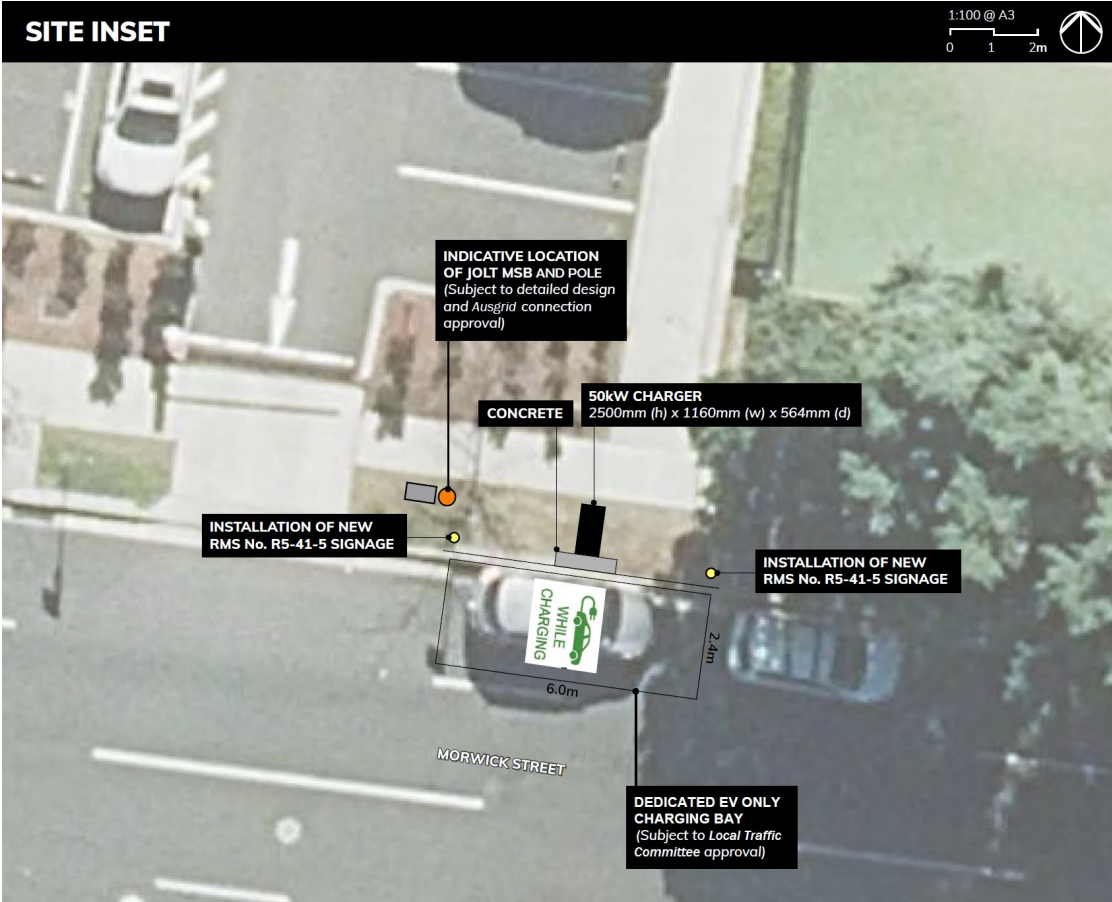 SITE INSET
1:100 @ A3
0 1 2m
INDICATIVE LOCATION
OF JOLT MSB AND POLE
(Subject to detailed design
and Ausgrid connection
approval)
CONCRETE
50kW CHARGER
2500mm (h) x 1160mm (w) x 564mm (d)
INSTALLATION OF NEW
RMS No. R5-41-5 SIGNAGE
INSTALLATION OF NEW
RMS No. R5-41-5 SIGNAGE
WHILE
CHARGING
2.4m
6.0m
MORWICK STREET
DEDICATED EV ONLY
CHARGING BAY
(Subject to Local Traffic
Committee approval)